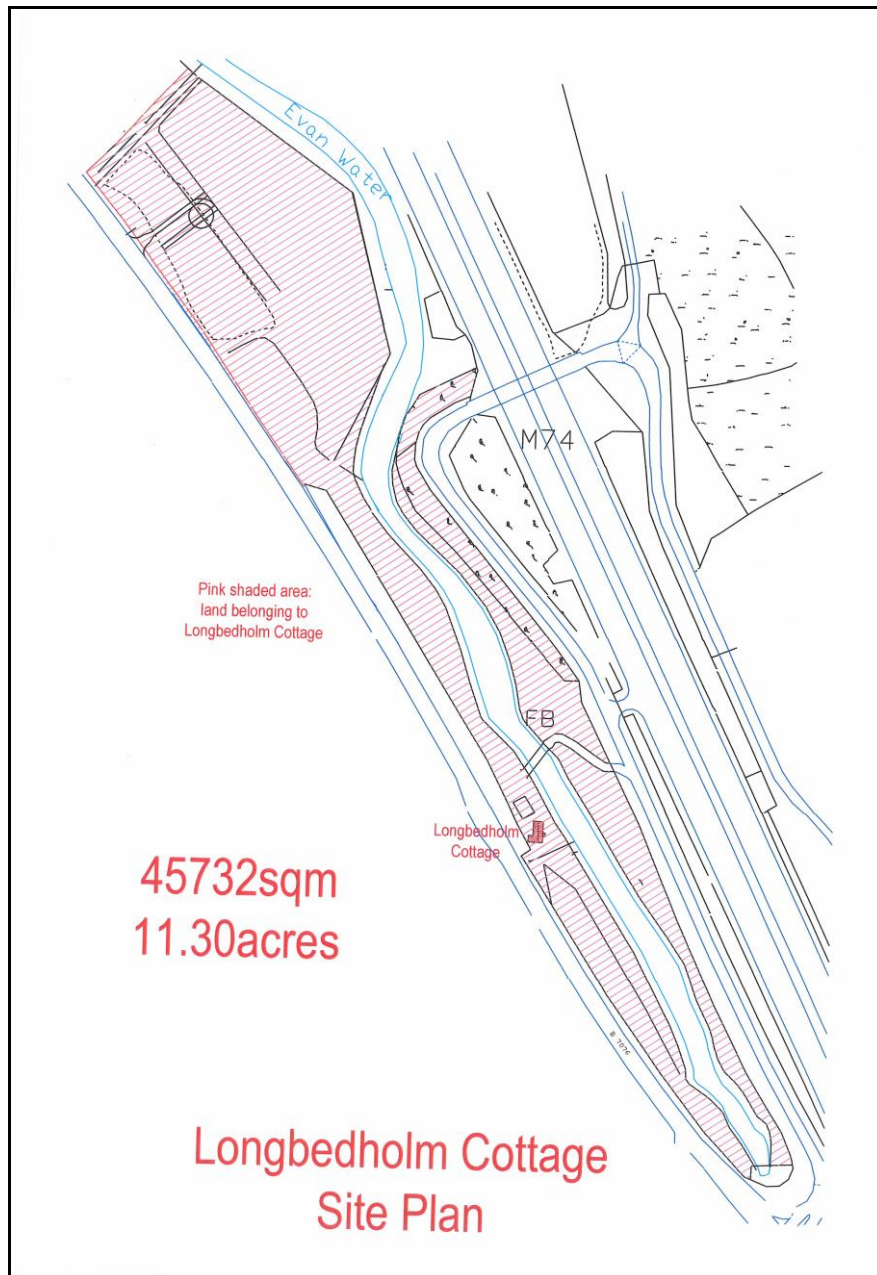 Evan Water
M74
Pink shaded area:
land belonging to
Longbedholm Cottage
FB
Longbedholm
Cottage
45732sqm
11.30acres
B 7076
Longbedholm Cottage
Site Plan